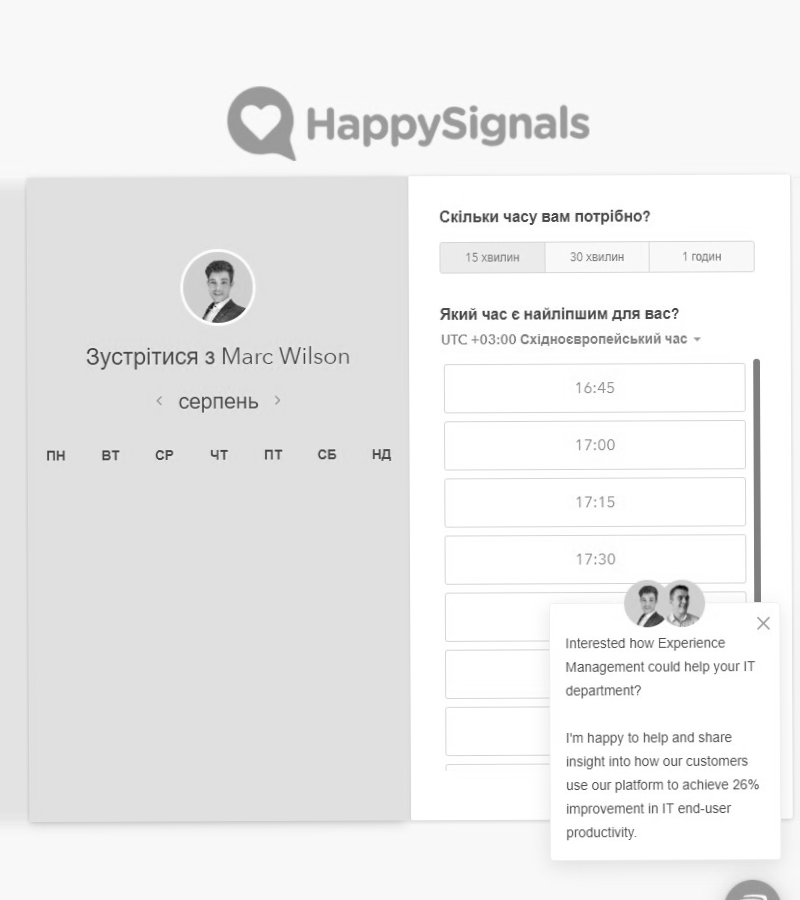 HappySignals
Зустрітися з Marc Wilson
серпень
ПН ВТ СР ЧТ ПТ СБ НД
Скільки часу вам потрібно?
15 хвилин 30 хвилин 1 годин
Який час є найліпшим для вас?
UTC +03:00 Східноєвропейський час
16:45
17:00
17:15
17:30
Interested how Experience
Management could help your IT
department?
I'm happy to help and share
insight into how our customers
use our platform to achieve 26%
improvement in IT end-user
productivity.